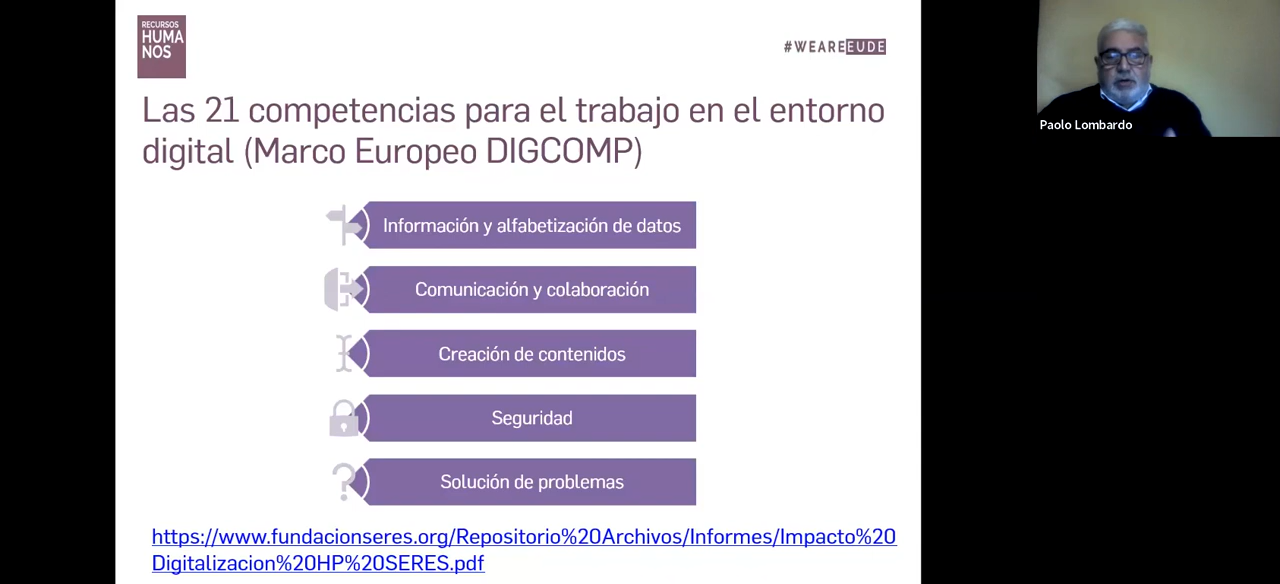 RECURSOS
HUMA
NOS
#WEAREEUDE
Las 21 competencias para el trabajo en el entorno
digital (Marco Europeo DIGCOMP)
Información y alfabetización de datos
Comunicación y colaboración
Creación de contenidos
Seguridad
Solución de problemas
https://www.fundacionseres.org/Repositorio%20Archivos/Informes/Impacto%20
Digitalizacion%20HP%20SERES.pdf
Paolo Lombardo